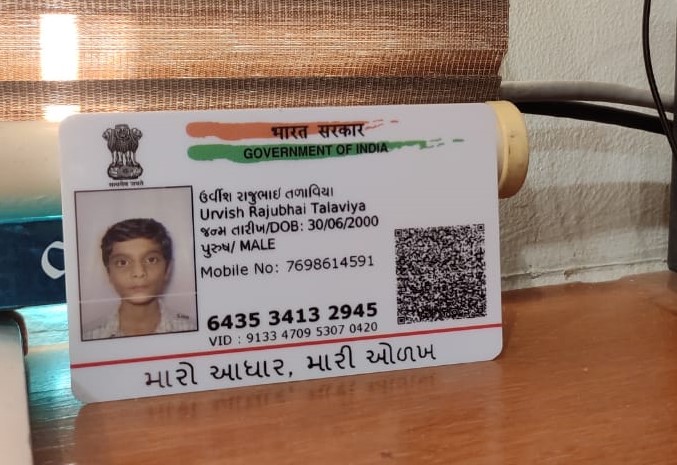 भारत सरकार
GOVERNMENT OF INDIA
सत्यमेव जयते
ઉર્વીશ રાજુભાઇ તળાવિયા
Urvish Rajubhai Talaviya
જન્મ તારીખ/DOB: 30/06/2000
પુરુષ/ MALE
Mobile No: 7698614591
6435 3413 2945
VID : 9133 4709 5307 0420
મારો આધાર, મારી ઓળખ